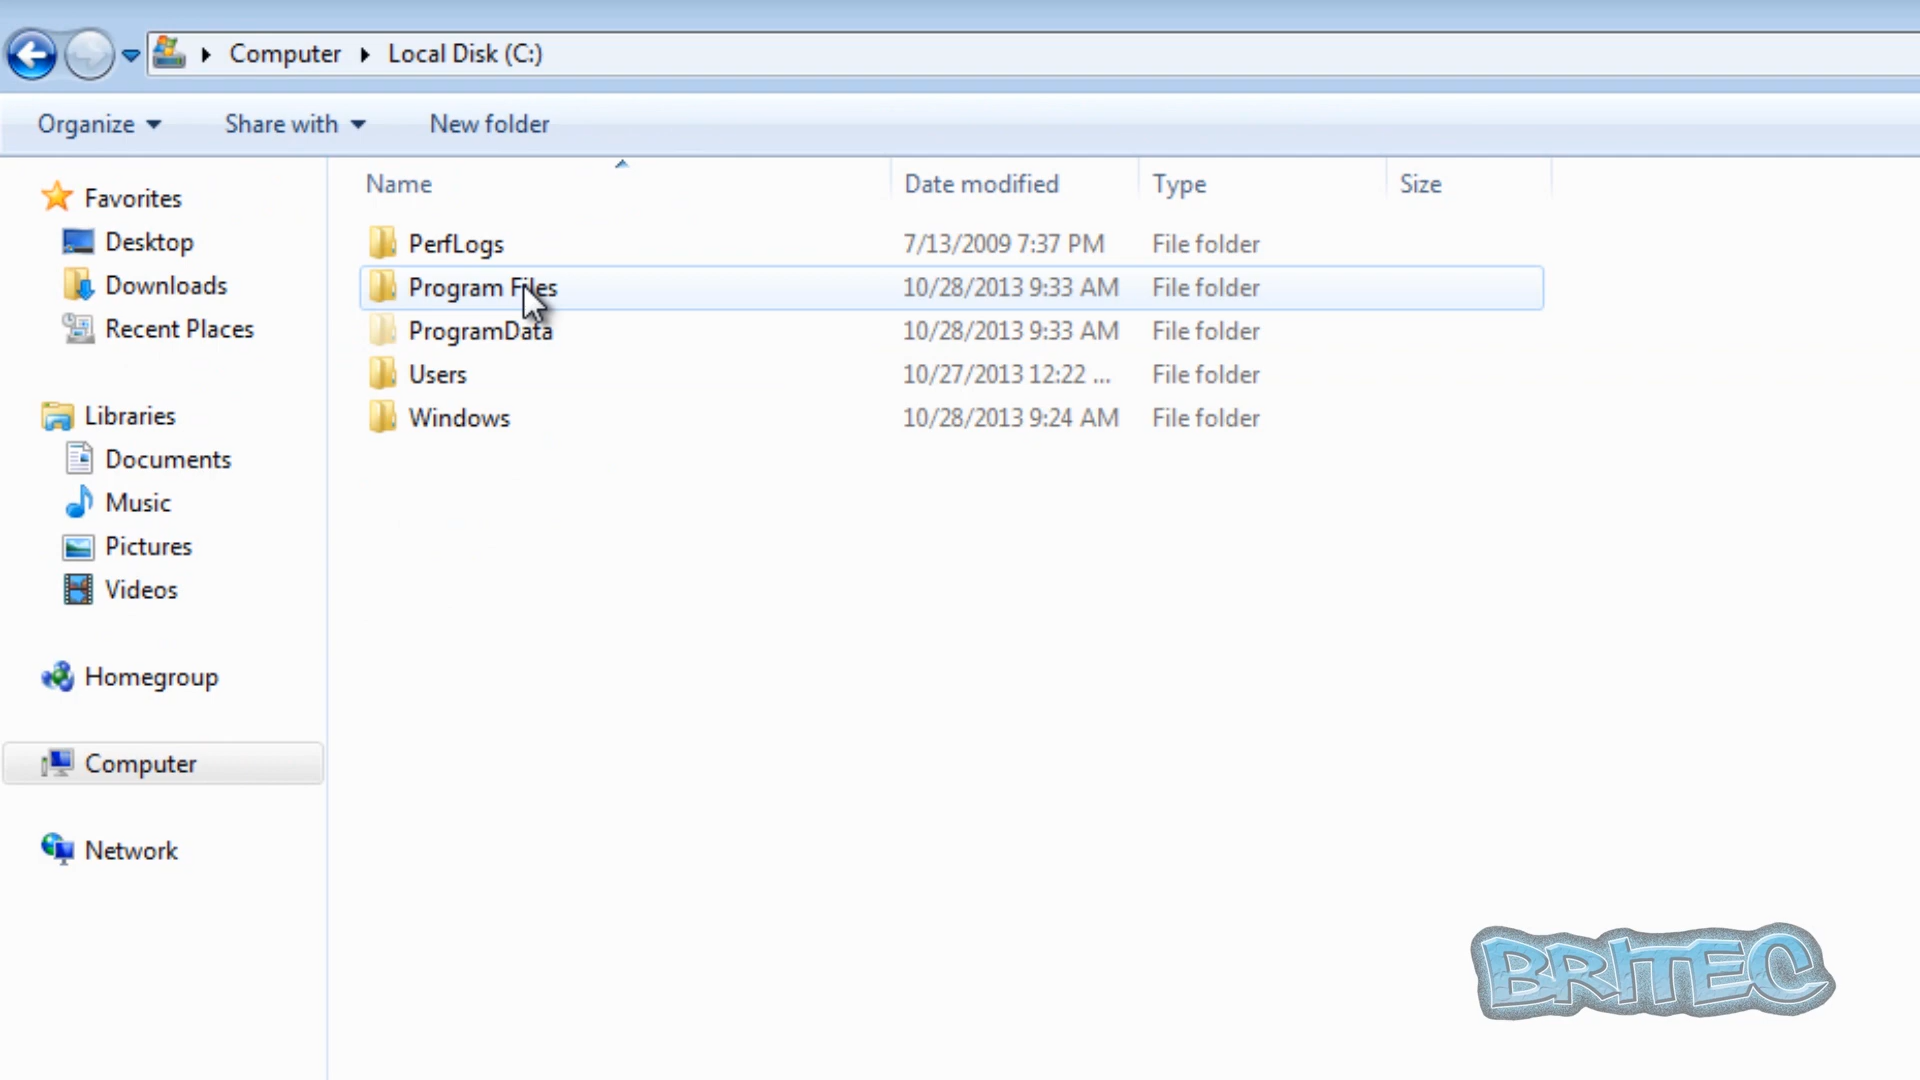 Computer Local Disk (C:)
Organize Share with New folder
Name Date modified Type Size
Favorites
Desktop
Downloads
Recent Places
Libraries
Documents
Music
Pictures
Videos
Homegroup
Computer
Network
PerfLogs 7/13/2009 7:37 PM File folder
Program Files 10/28/2013 9:33 AM File folder
ProgramData 10/28/2013 9:33 AM File folder
Users 10/27/2013 12:22 ... File folder
Windows 10/28/2013 9:24 AM File folder
BRITEC